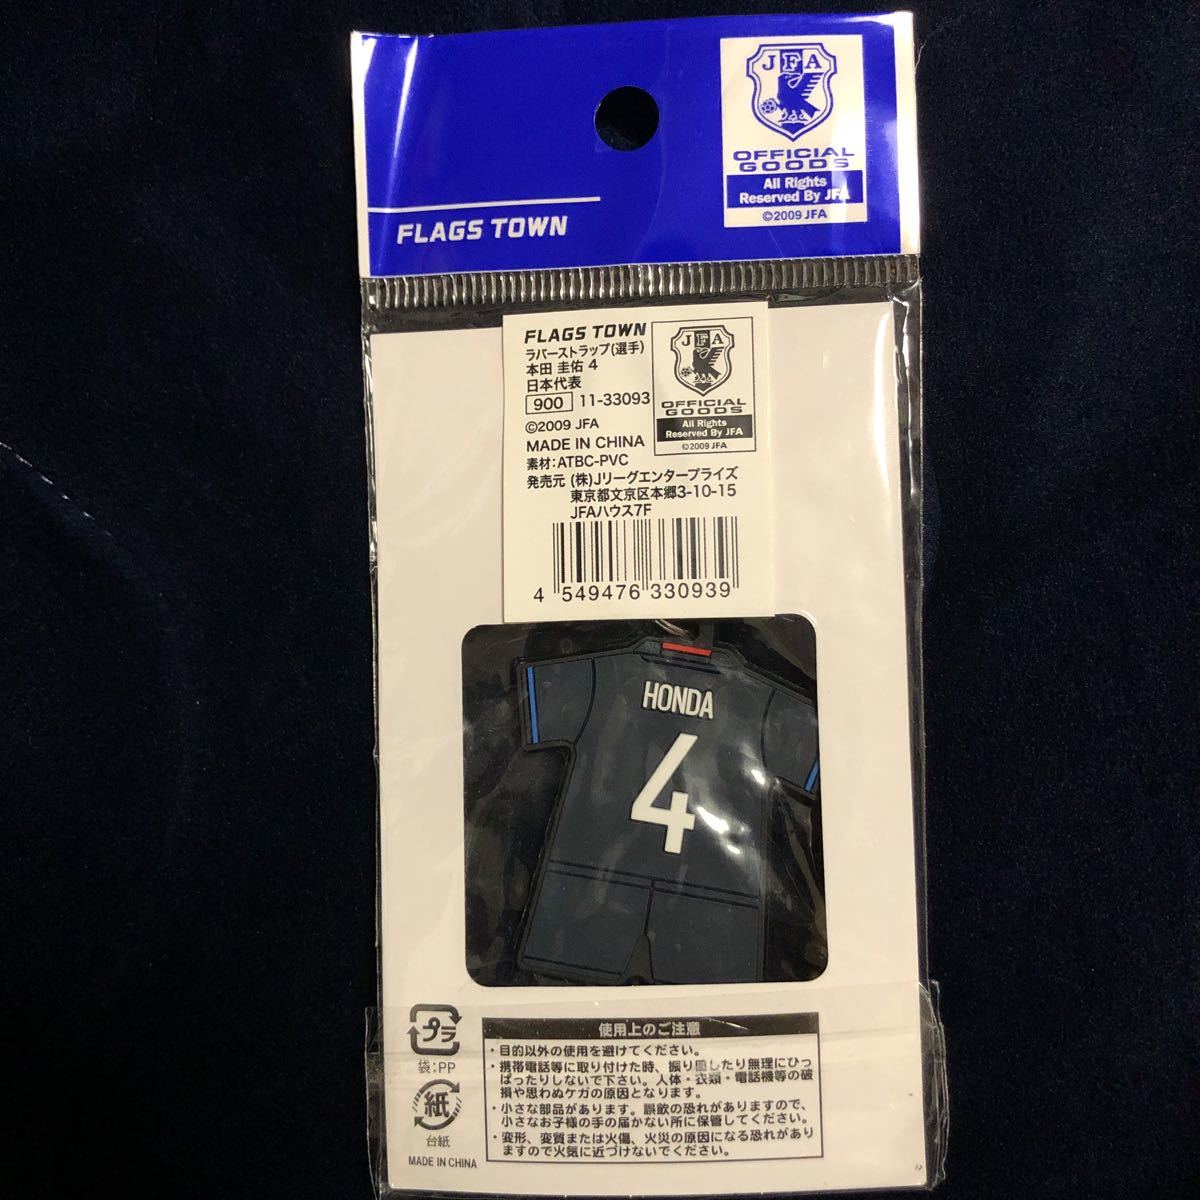 JFA
OFFICIAL
GOODS
All Rights
Reserved By JFA
©2009 JFA
FLAGS TOWN
FLAGS TOWN
ラバーストラップ(選手)
本田 圭佑 4
日本代表
900 11-33093
©2009 JFA
MADE IN CHINA
素材:ATBC-PVC
発売元 (株)Jリーグエンタープライズ
東京都文京区本郷3-10-15
JFAハウス7F
JFA
OFFICIAL
GOODS
All Rights
Reserved By JFA
©2009 JFA
4 549476 330939
HONDA
4
プラ
袋:PP
紙
台紙
MADE IN CHINA
使用上のご注意
・目的以外の使用を避けてください。
・携帯電話等に取り付けた時、振り回したり無理にひっ
ぱったりしないで下さい。人体・衣類・電話機等の破
損や思わぬケガの原因となります。
・小さな部品があります。誤飲の恐れがありますので、
小さなお子様の手の届かない所に保管してください。
・変形、変質または火傷、火災の原因になる恐れがあり
ますので火気に近づけないでください。